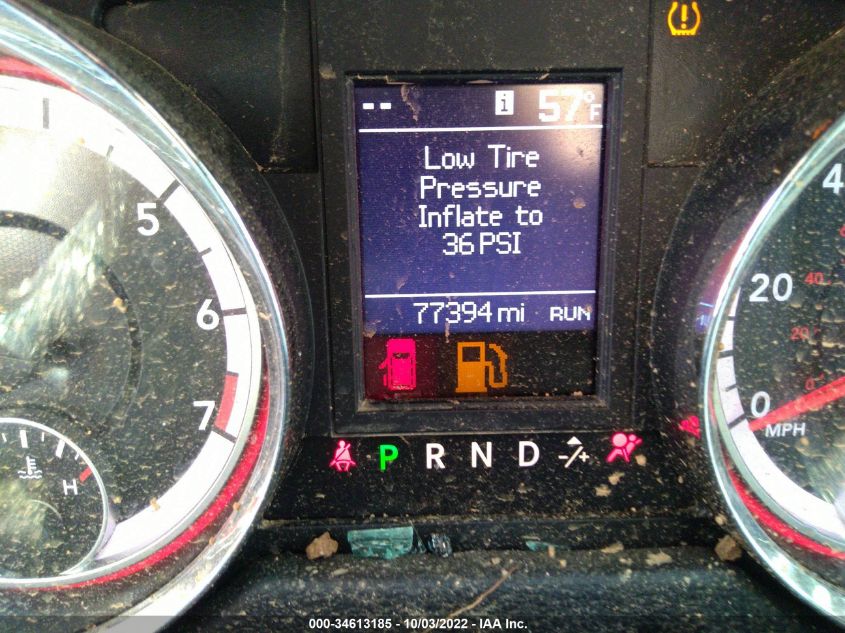 -- i 57°F
Low Tire
Pressure
Inflate to
36 PSI
77394 mi RUN
5
6
7
H
4
20
0
MPH
40
20
0
P R N D -/+
000-34613185 - 10/03/2022 - IAA Inc.